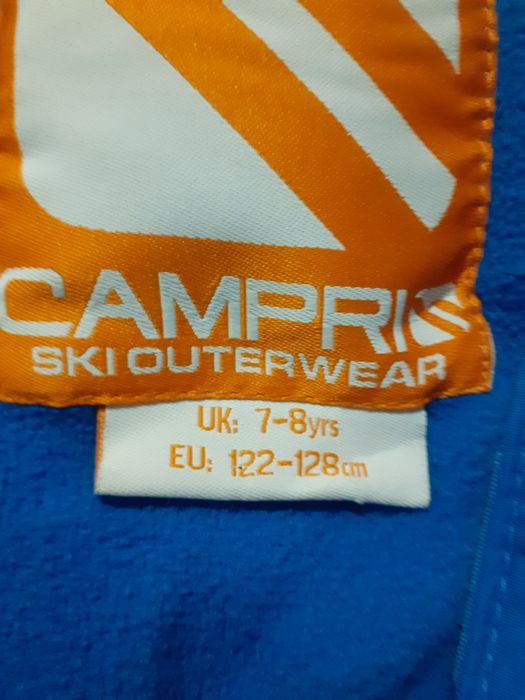 CAMPRI
SKI OUTERWEAR
UK: 7-8yrs
EU: 122-128cm